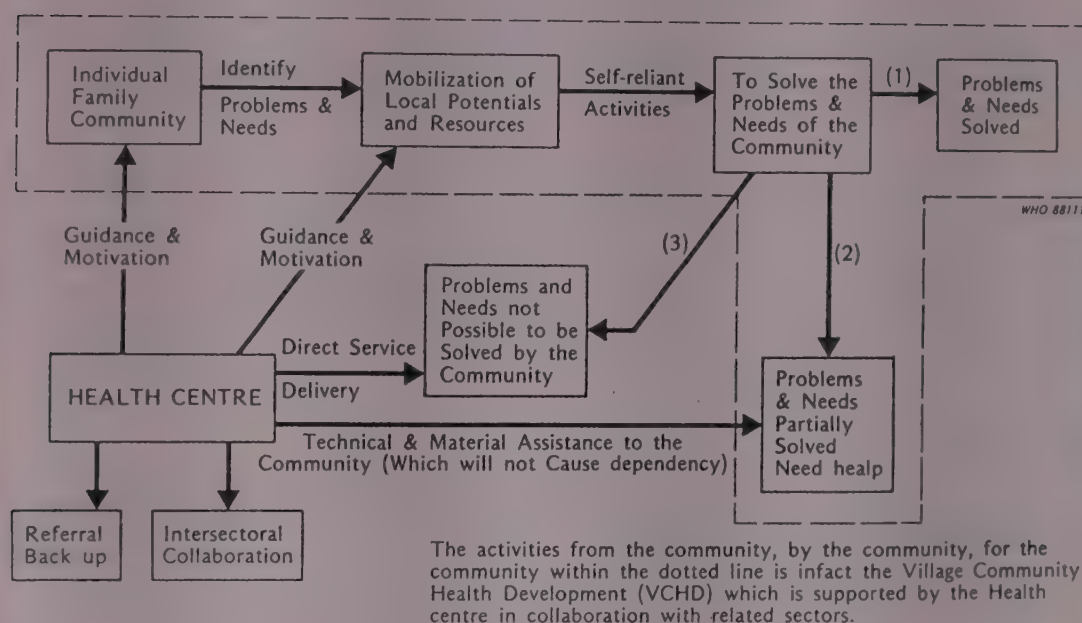 Individual
Family
Community
Identify
Problems &
Needs
Mobilization of
Local Potentials
and Resources
Self-reliant
Activities
To Solve the
Problems &
Needs of the
Community
(1)
Problems
& Needs
Solved
WHO 88111
Guidance &
Motivation
Guidance &
Motivation
(3)
(2)
Problems and
Needs not
Possible to be
Solved by the
Community
Direct Service
Delivery
HEALTH CENTRE
Problems
& Needs
Partially
Solved
Need healp
Technical & Material Assistance to the
Community (Which will not Cause dependency)
Referral
Back up
Intersectoral
Collaboration
The activities from the community, by the community, for the
community within the dotted line is infact the Village Community
Health Development (VCHD) which is supported by the Health
centre in collaboration with related sectors.